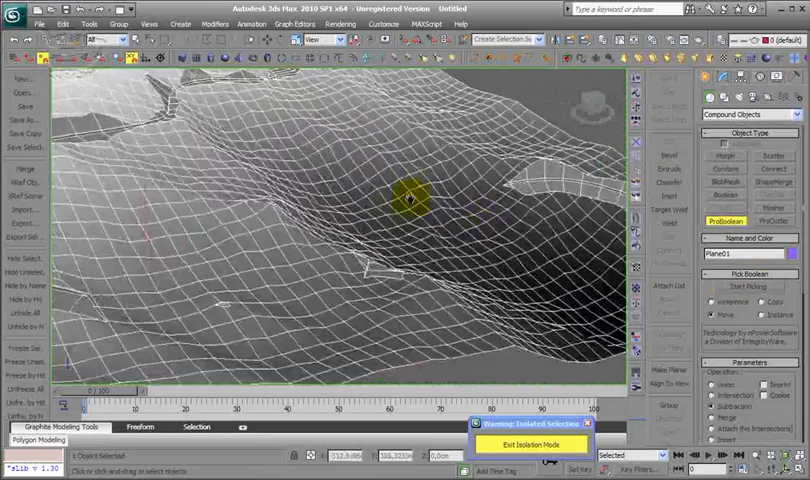 Autodesk 3ds Max 2010 SP1 x64 - Unregistered Version Untitled
Type a keyword or phrase
Edit Tools Group Views Create Modifiers Animation Graph Editors Rendering Customize MAXScript Help
All View Create Selection Se 0 (default)
New...
Open...
Save
Save As...
Save Copy
Save Select.
Merge
XRef Obj.
XRef Scene
Import...
Export...
Export Sel.
Hide Select.
Hide Unselec.
Hide by Name
Hide by Hit
Unhide All
Unhide by N
Freeze Sel.
Freeze Unsel.
Freeze by Hit
Unfreeze All
Unfre. by Hit
Bevel
Extrude
Chamfer
Inset
Target Weld
Weld
Attach List
Make Planar
Align To View
Group
Compound Objects
Object Type
Morph Scatter
Conform Connect
BlobMesh ShapeMerge
Boolean
ProBoolean ProCutter
Name and Color
Plane01
Pick Boolean
Start Picking
Reference Copy
Move Instance
Technology by nPowerSoftware
a Division of IntegrityWare,
Parameters
Operation:
Union Imprint
Intersection Cookie
Subtraction
Merge
Attach (No Intersections)
Insert
0 / 100
0 10 20 30 40 50 60 70 80 90 100
Graphite Modeling Tools Freeform Selection
Polygon Modeling
Warning: Isolated Selection
Exit Isolation Mode
1 Object Selected
0,0cm
Selected
"sLib v 1.30
Click or click-and-drag to select objects
Add Time Tag
Set Key
Key Filters...
0